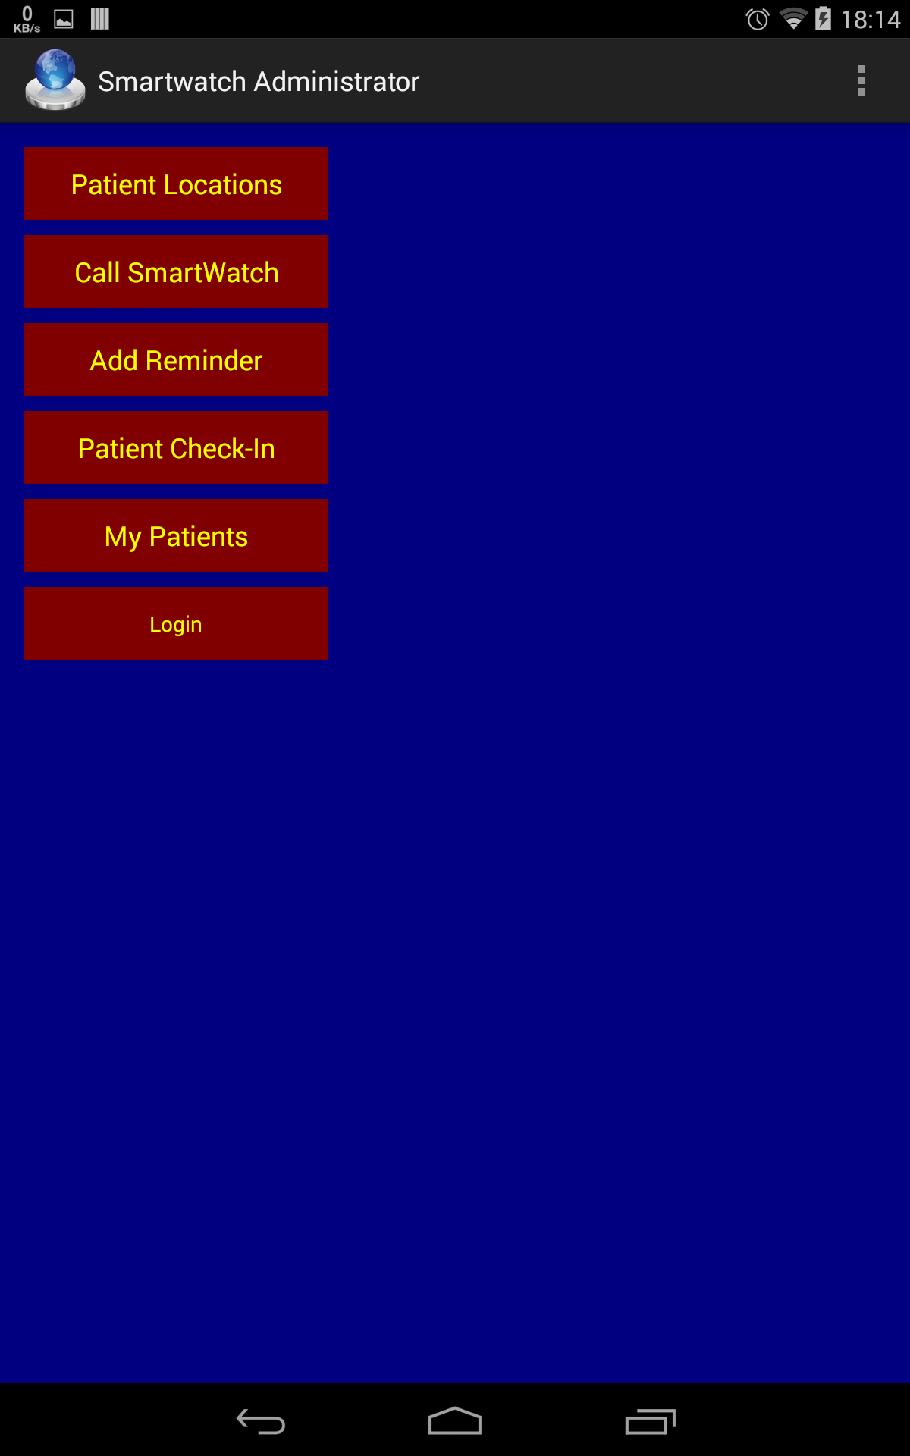 0
KB/s
18:14
Smartwatch Administrator
Patient Locations
Call SmartWatch
Add Reminder
Patient Check-In
My Patients
Login